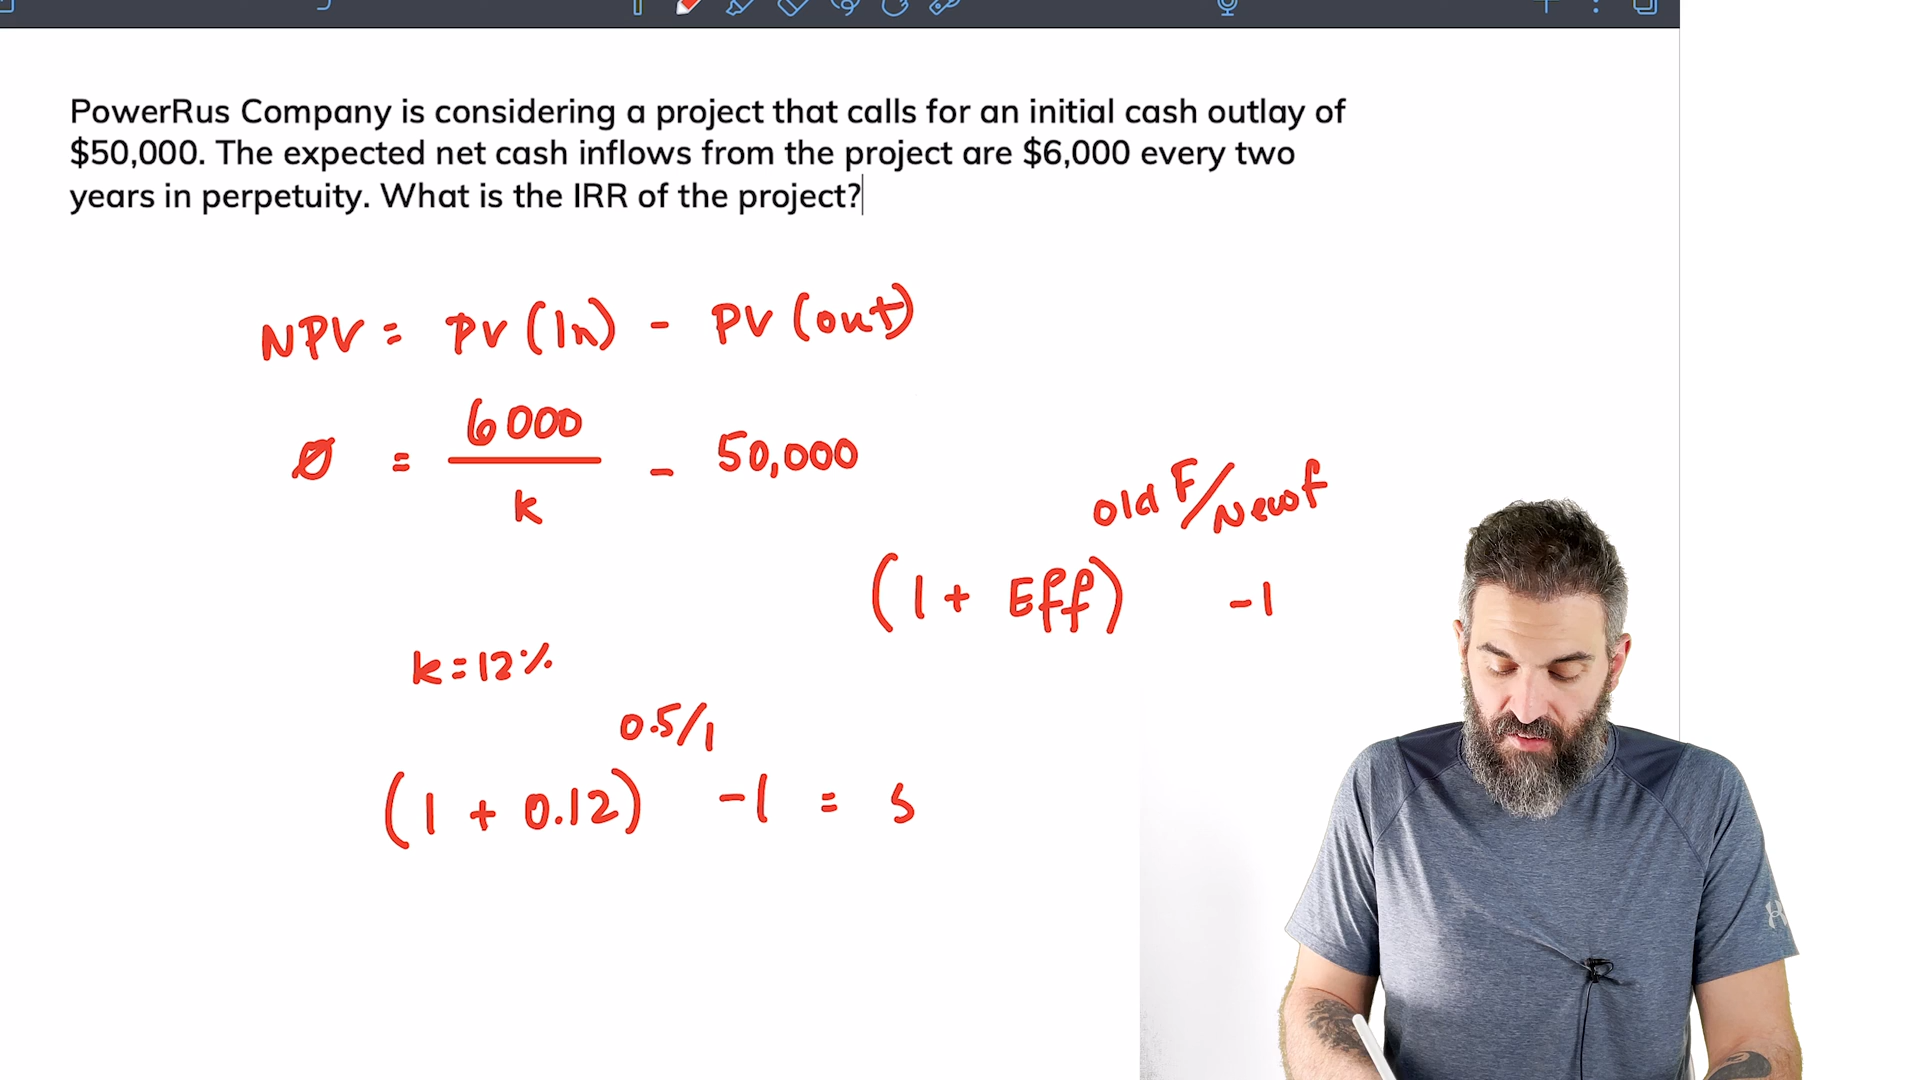 PowerRus Company is considering a project that calls for an initial cash outlay of
$50,000. The expected net cash inflows from the project are $6,000 every two
years in perpetuity. What is the IRR of the project?
NPV = PV (In) - PV (out)
0 = 6000 / k - 50,000
Old F/New f
(1 + Eff) -1
k = 12%
0.5/1
(1 + 0.12) -1 = 5